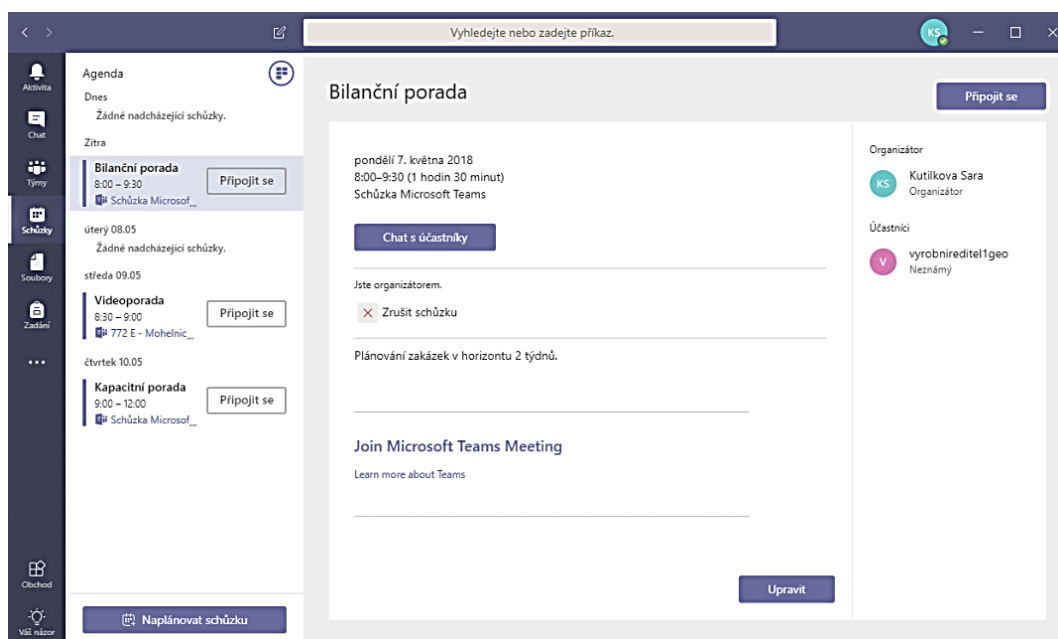 Vyhledejte nebo zadejte příkaz.
KS
Aktivita
Chat
Týmy
Schůzky
Soubory
Zadání
Obchod
Váš názor
Agenda
Dnes
Žádné nadcházející schůzky.
Zítra
Bilanční porada
8:00 – 9:30
Schůzka Microsof...
Připojit se
úterý 08.05
Žádné nadcházející schůzky.
středa 09.05
Videoporada
8:30 – 9:00
772 E - Mohelnic...
Připojit se
čtvrtek 10.05
Kapacitní porada
9:00 – 12:00
Schůzka Microsof...
Připojit se
Naplánovat schůzku
Bilanční porada
Připojit se
pondělí 7. května 2018
8:00–9:30 (1 hodin 30 minut)
Schůzka Microsoft Teams
Chat s účastníky
Jste organizátorem.
Zrušit schůzku
Plánování zakázek v horizontu 2 týdnů.
Join Microsoft Teams Meeting
Learn more about Teams
Upravit
Organizátor
KS
Kutilkova Sara
Organizátor
Účastníci
V
vyrobnireditel1geo
Neznámý